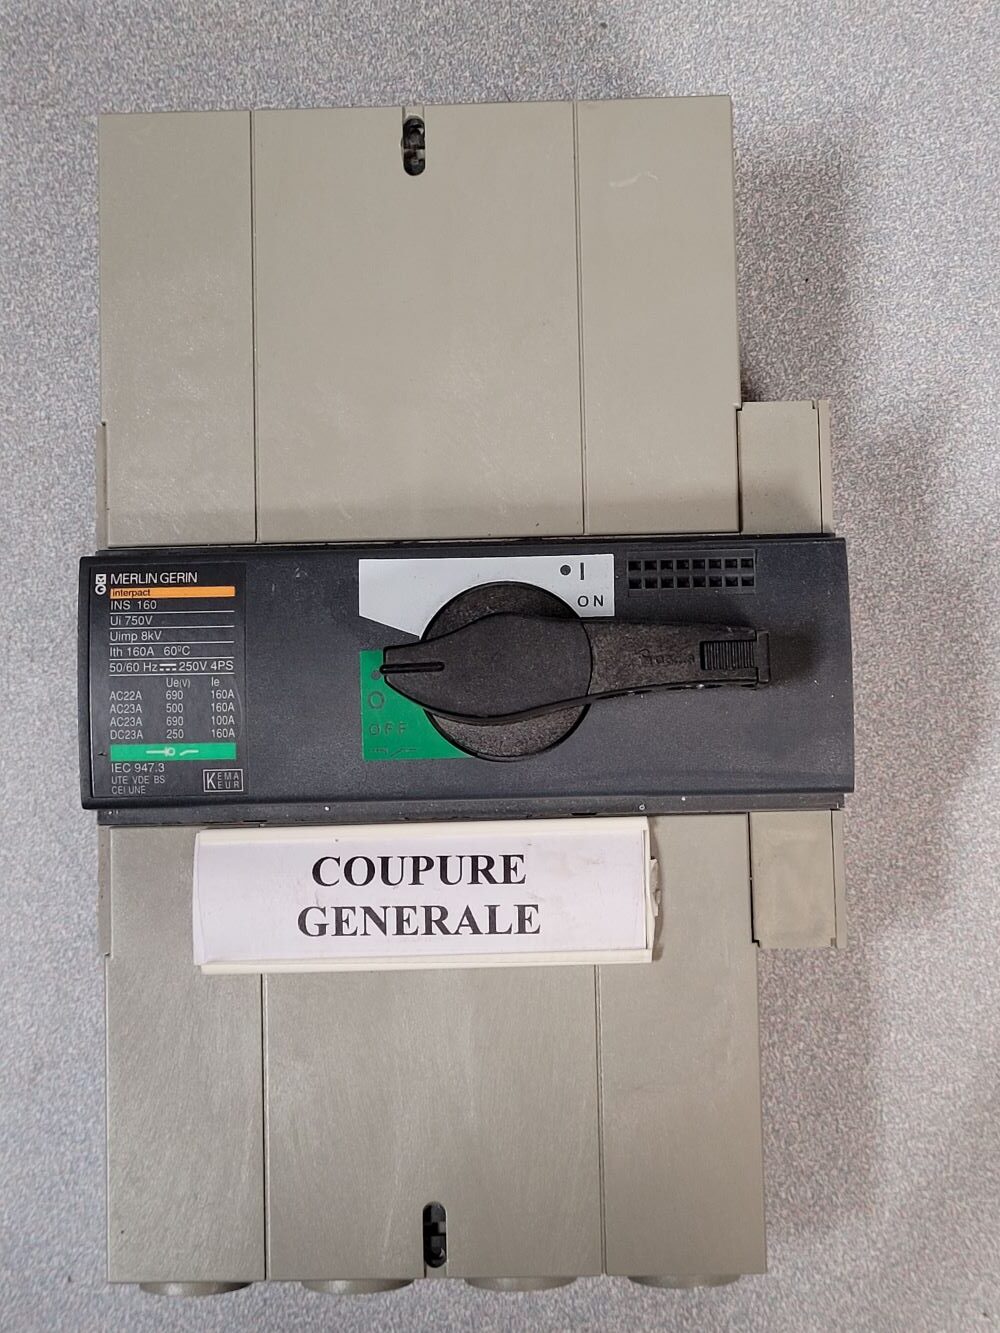 MERLIN GERIN
interpact
INS 160
Ui 750V
Uimp 8kV
Ith 160A 60ºC
50/60 Hz 250V 4PS
Ue(V) Ie
AC22A 690 160A
AC23A 500 160A
AC23A 690 100A
DC23A 250 160A
IEC 947.3
UTE VDE BS
CEI UNE
KEMA
KEUR
I
ON
O
OFF
COUPURE
GENERALE